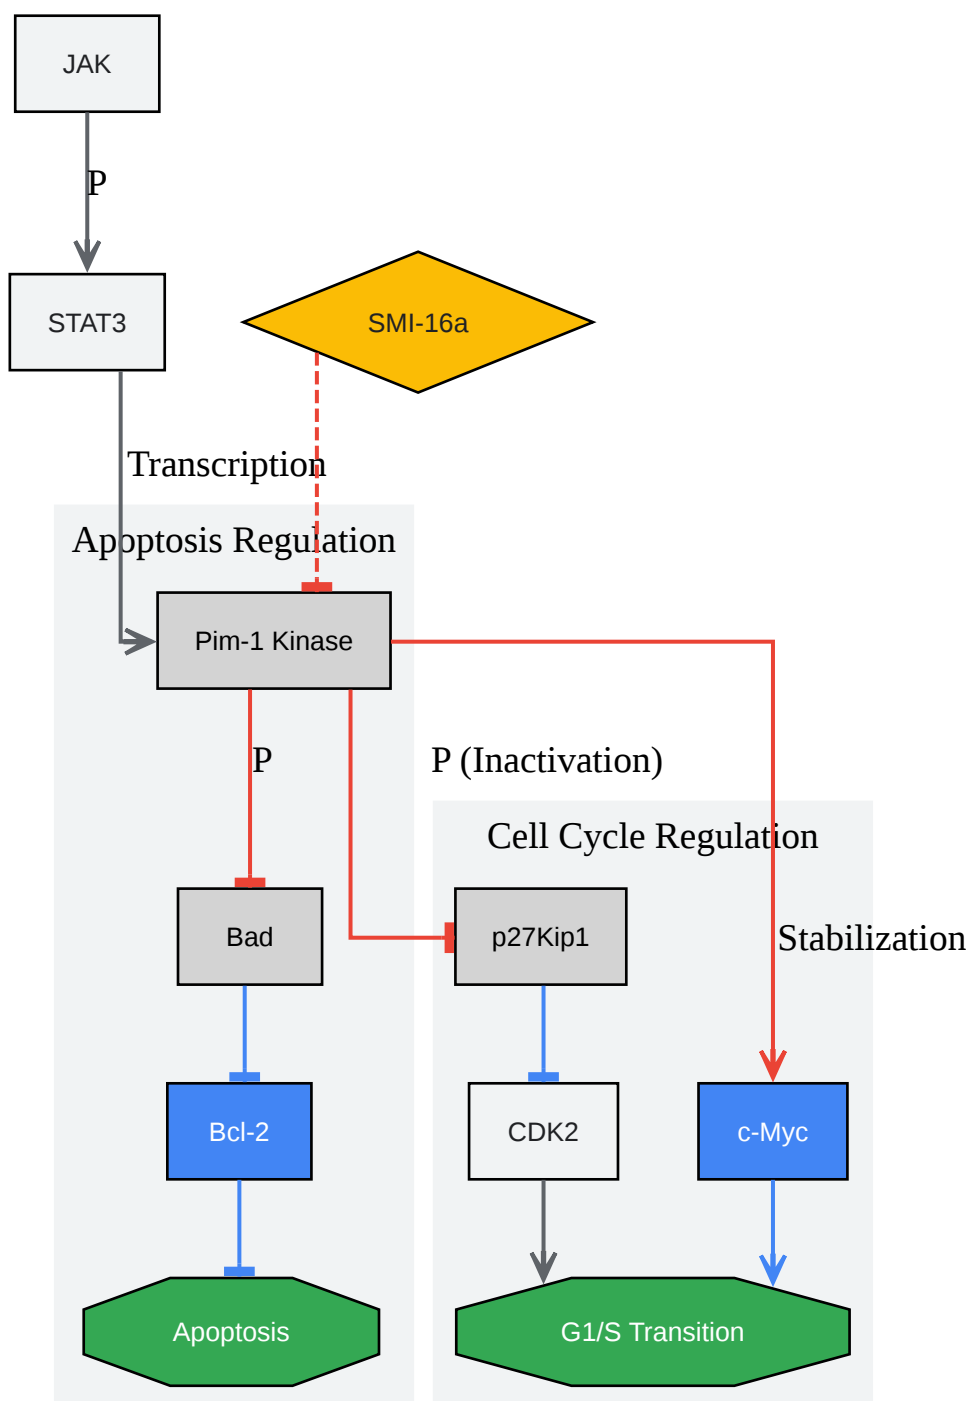 JAK
P
STAT3
SMI-16a
Transcription
Apoptosis Regulation
Pim-1 Kinase
P
P (Inactivation)
Cell Cycle Regulation
Bad
p27Kip1
Stabilization
Bcl-2
CDK2
c-Myc
Apoptosis
G1/S Transition